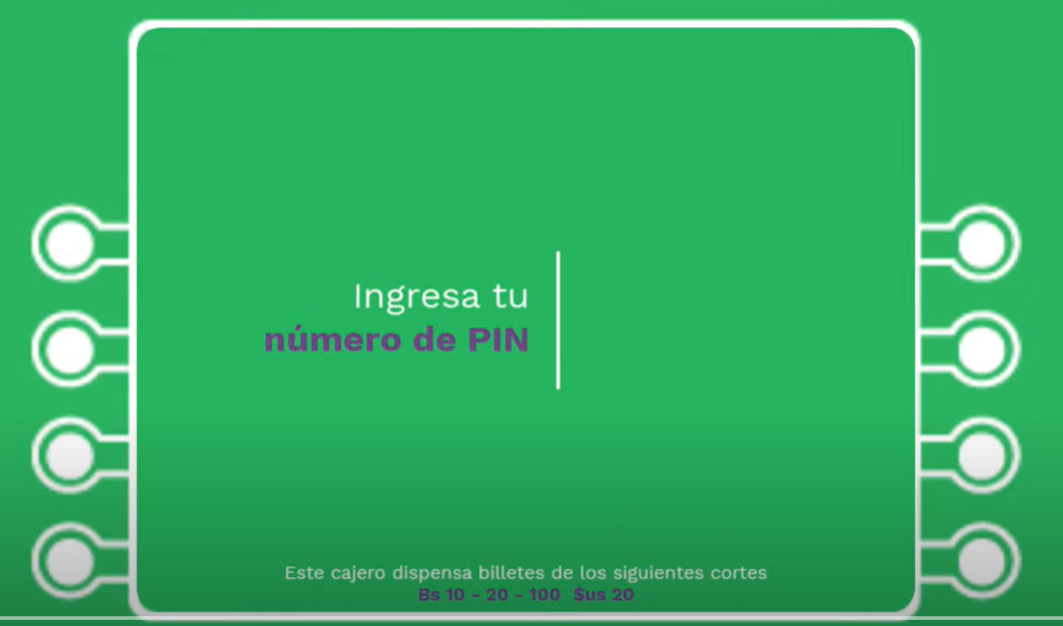 Ingresa tu
número de PIN
Este cajero dispensa billetes de los siguientes cortes
Bs 10 - 20 - 100 $us 20